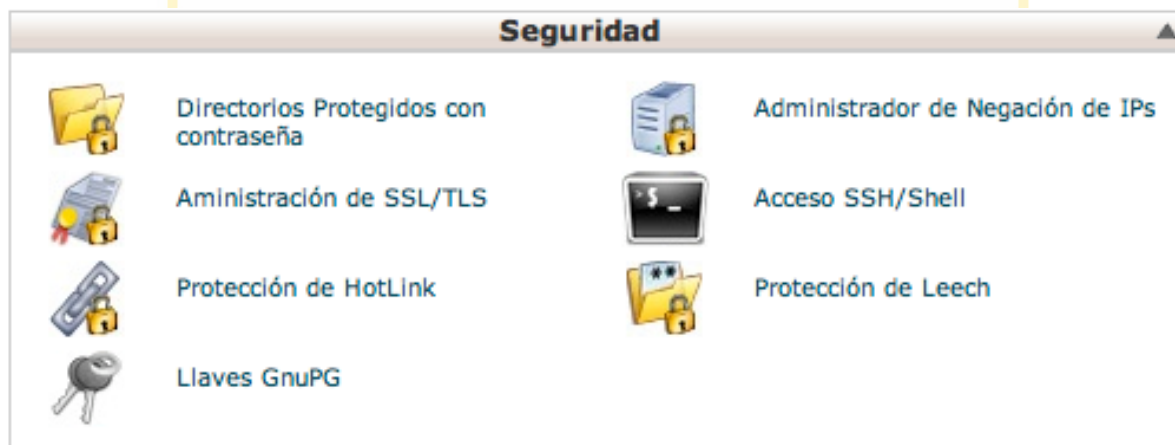 Seguridad
Directorios Protegidos con
contraseña
Administrador de Negación de IPs
Aministración de SSL/TLS
>$ _
Acceso SSH/Shell
Protección de HotLink
**
Protección de Leech
Llaves GnuPG